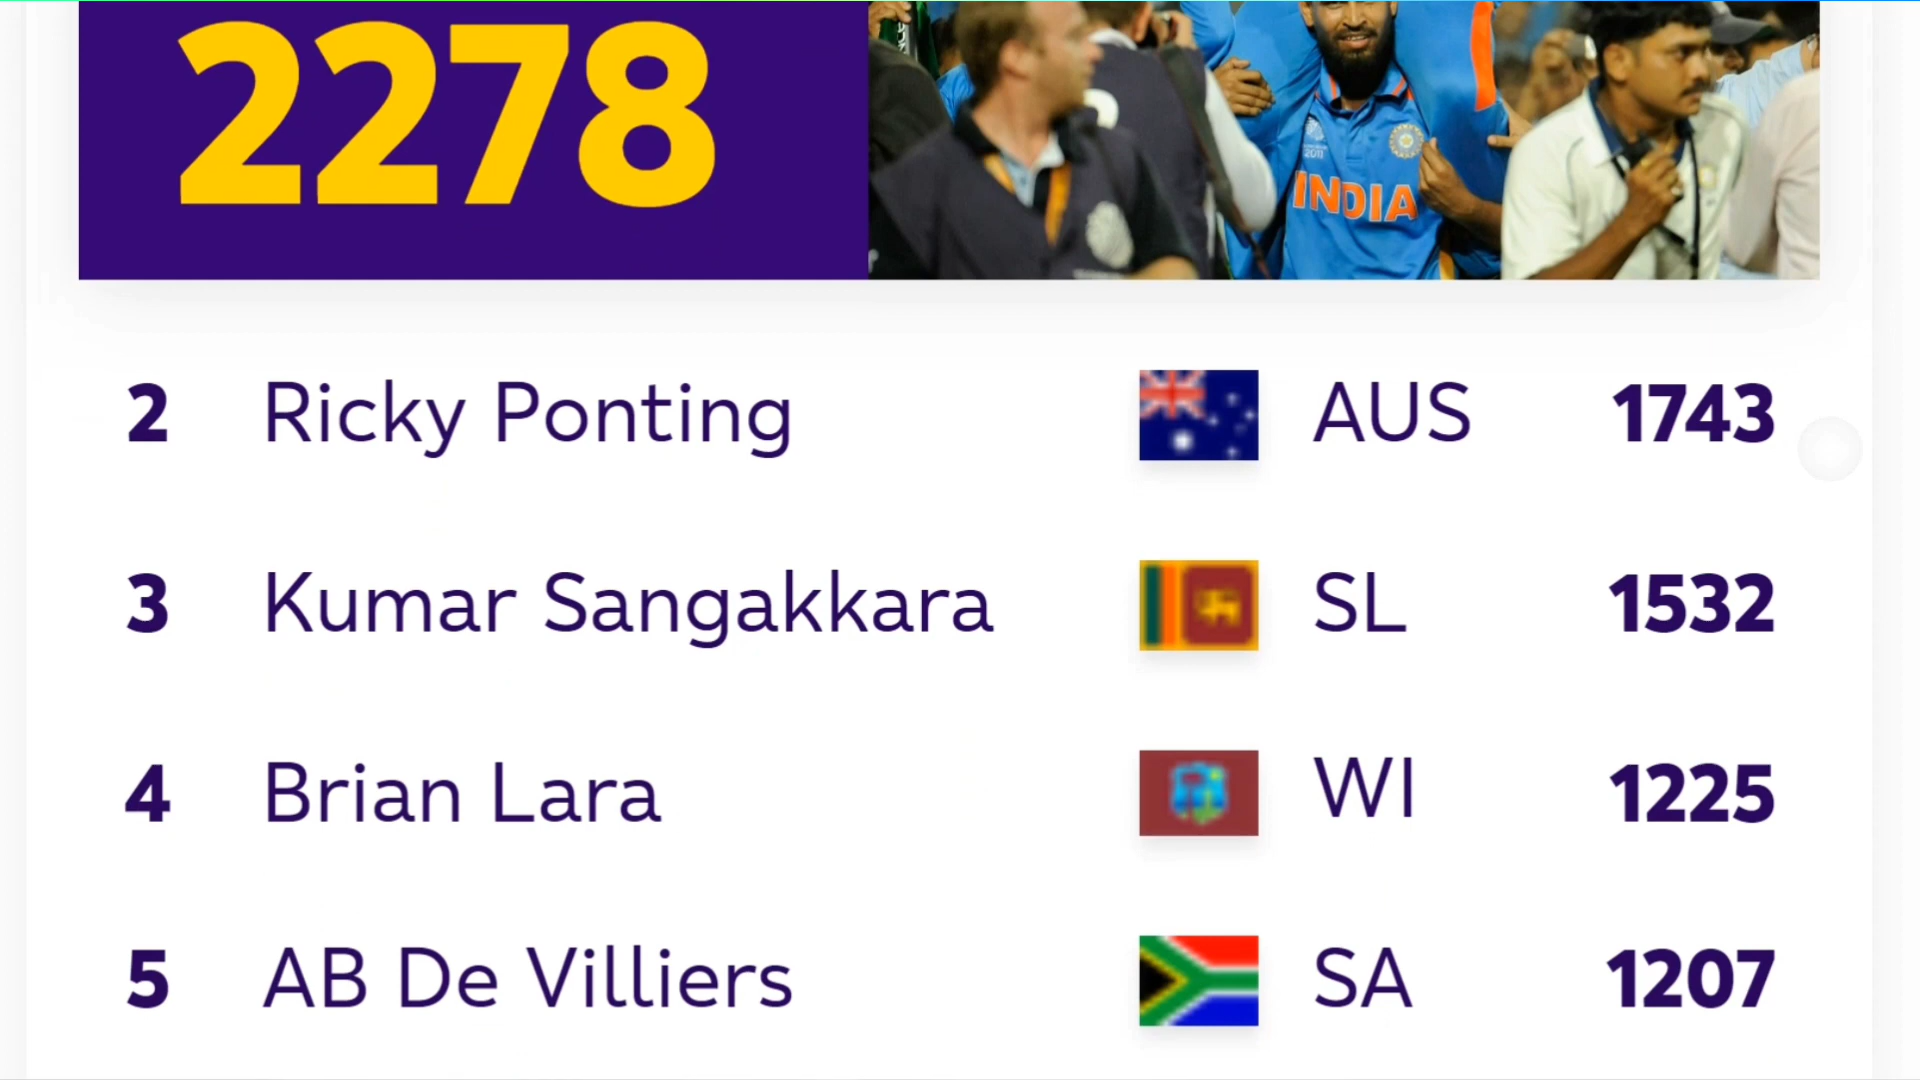 2278
2011
INDIA
2 Ricky Ponting AUS 1743
3 Kumar Sangakkara SL 1532
4 Brian Lara WI 1225
5 AB De Villiers SA 1207